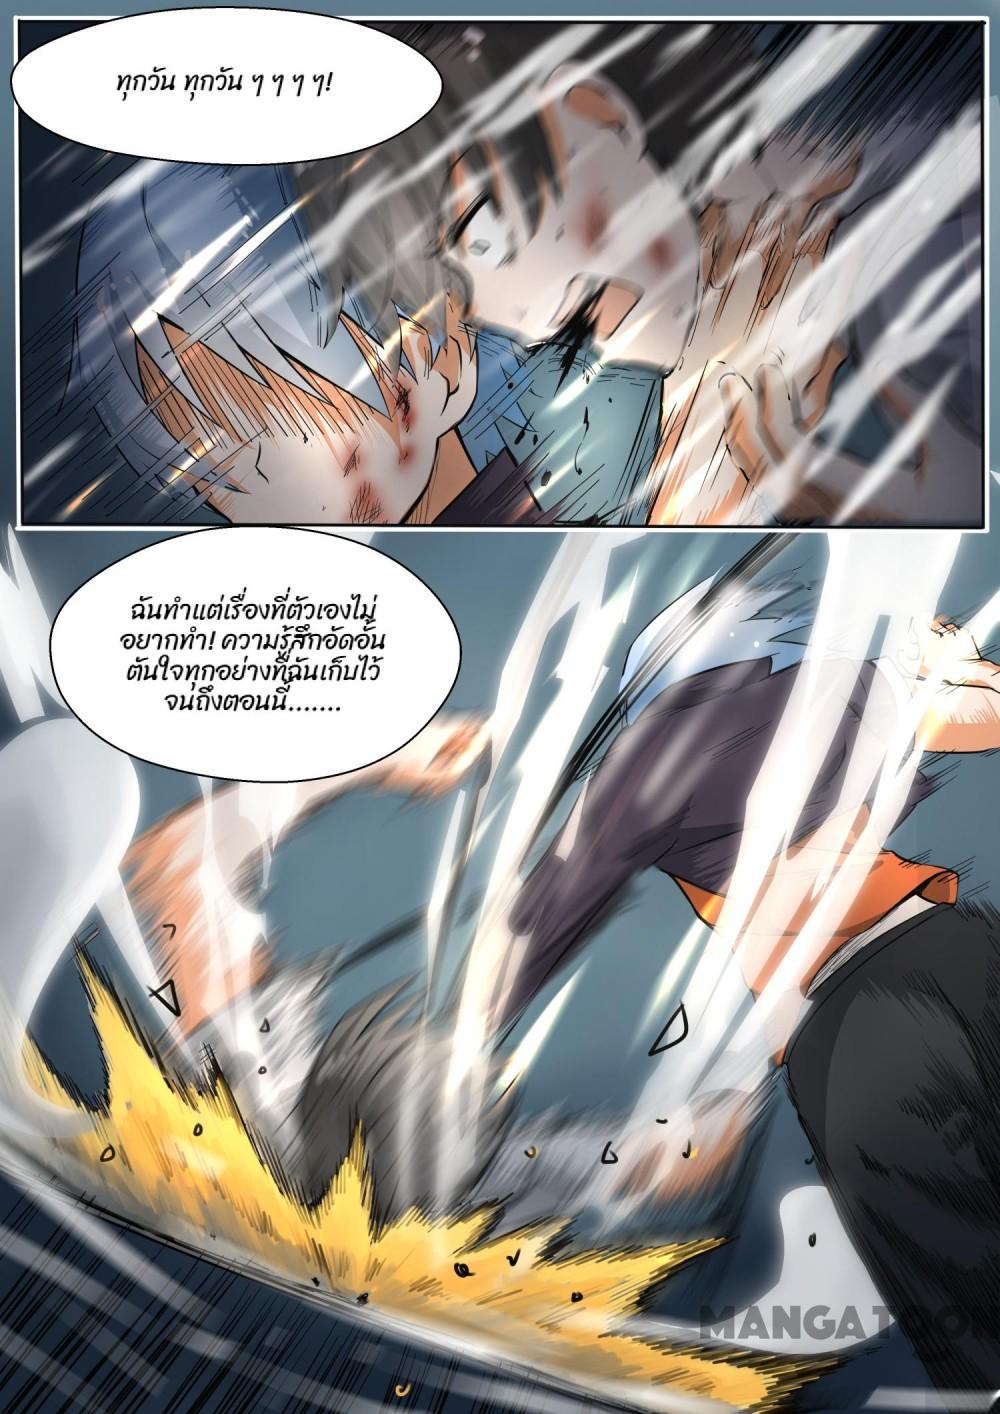 ทุกวัน ทุกวัน ๆ ๆ ๆ ๆ!
ฉันทำแต่เรื่องที่ตัวเองไม่
อยากทำ! ความรู้สึกอัดอั้น
ตันใจทุกอย่างที่ฉันเก็บไว้
จนถึงตอนนี้.......
MANGATOON